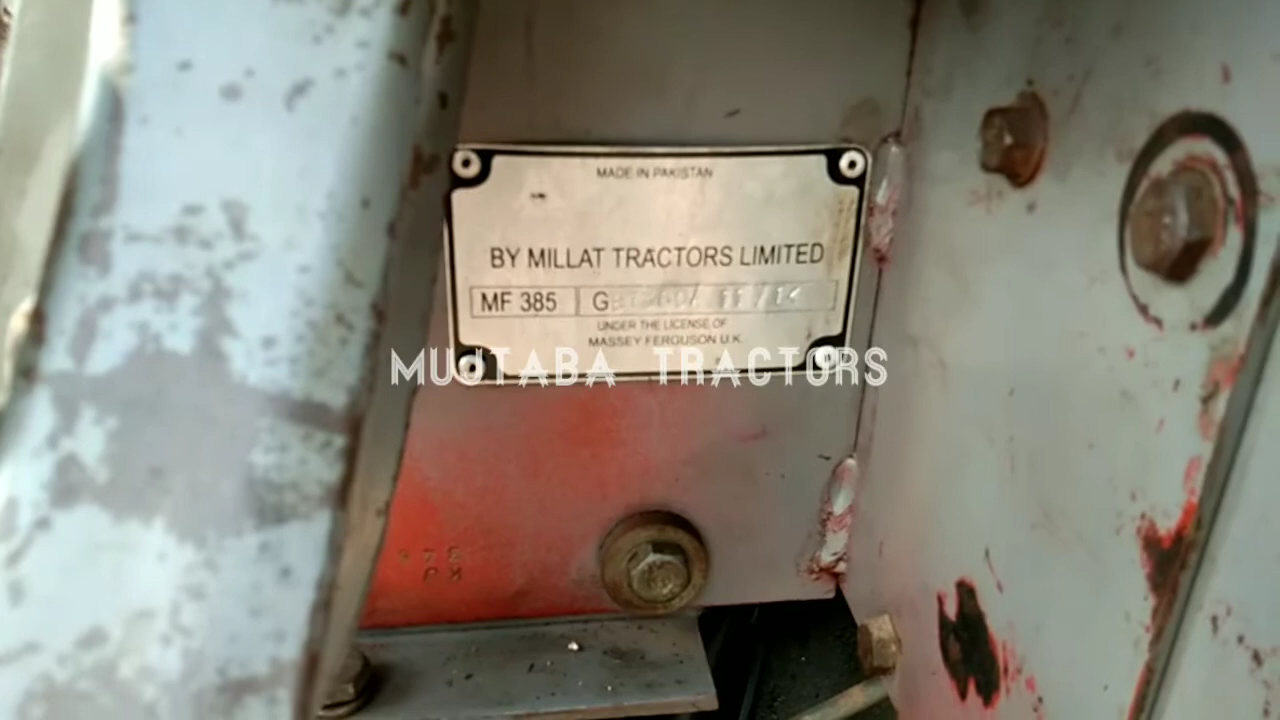 MADE IN PAKISTAN
BY MILLAT TRACTORS LIMITED
MF 385
UNDER THE LICENSE OF
MASSEY FERGUSON U.K.
MUJTABA TRACTORS